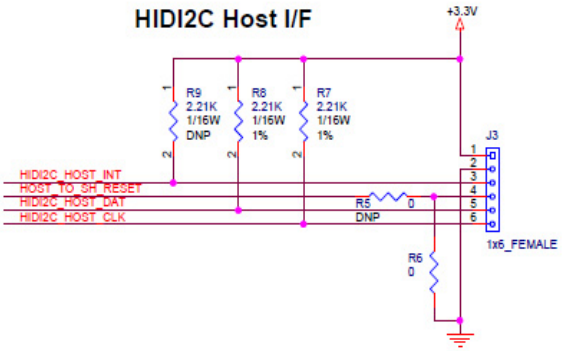 HIDI2C Host I/F
+3.3V
R9
2.21K
1/16W
DNP
R8
2.21K
1/16W
1%
R7
2.21K
1/16W
1%
1
2
1
2
1
2
J3
1
2
3
4
5
6
1x6_FEMALE
HIDI2C_HOST_INT
HOST_TO_SH_RESET
HIDI2C_HOST_DAT
HIDI2C_HOST_CLK
R5
0
DNP
R6
0